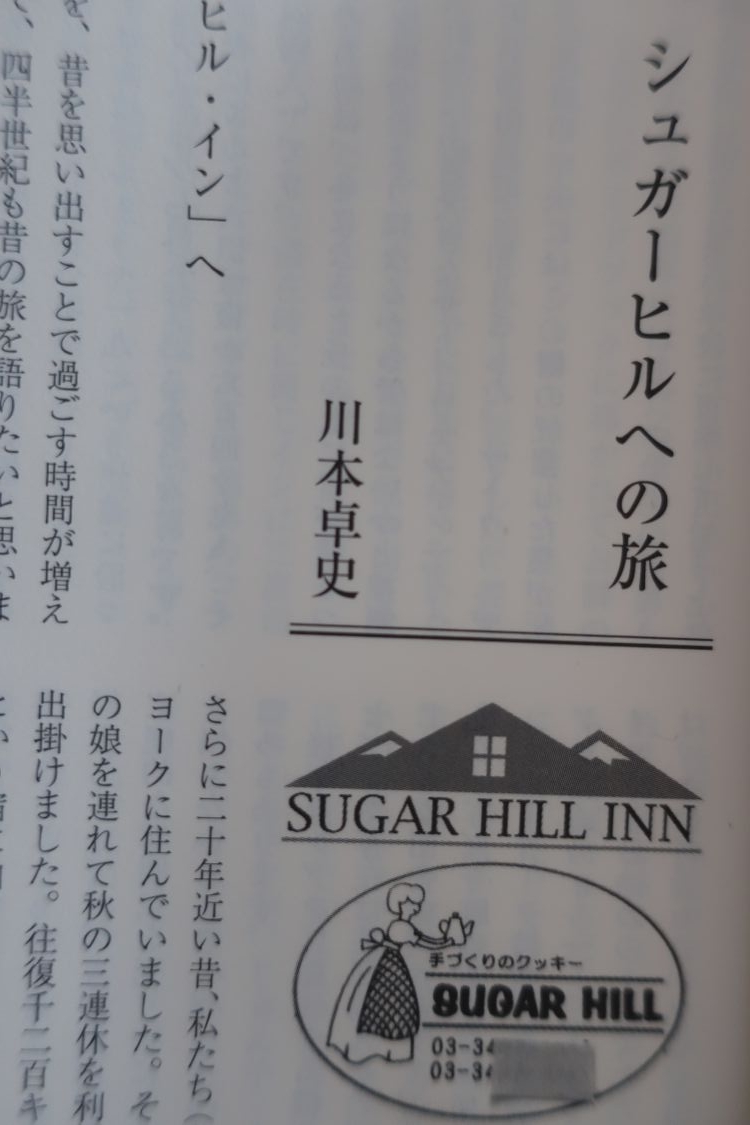 シュガーヒルへの旅
川本卓史
ヒル・イン」へ
を、昔を思い出すことで過ごす時間が増え
て、四半世紀も昔の旅を語りたいと思いま
SUGAR HILL INN
手づくりのクッキー
SUGAR HILL
03-34
03-34
さらに二十年近い昔、私たち(
ヨークに住んでいました。そ
の娘を連れて秋の三連休を利
出掛けました。往復千二百キ